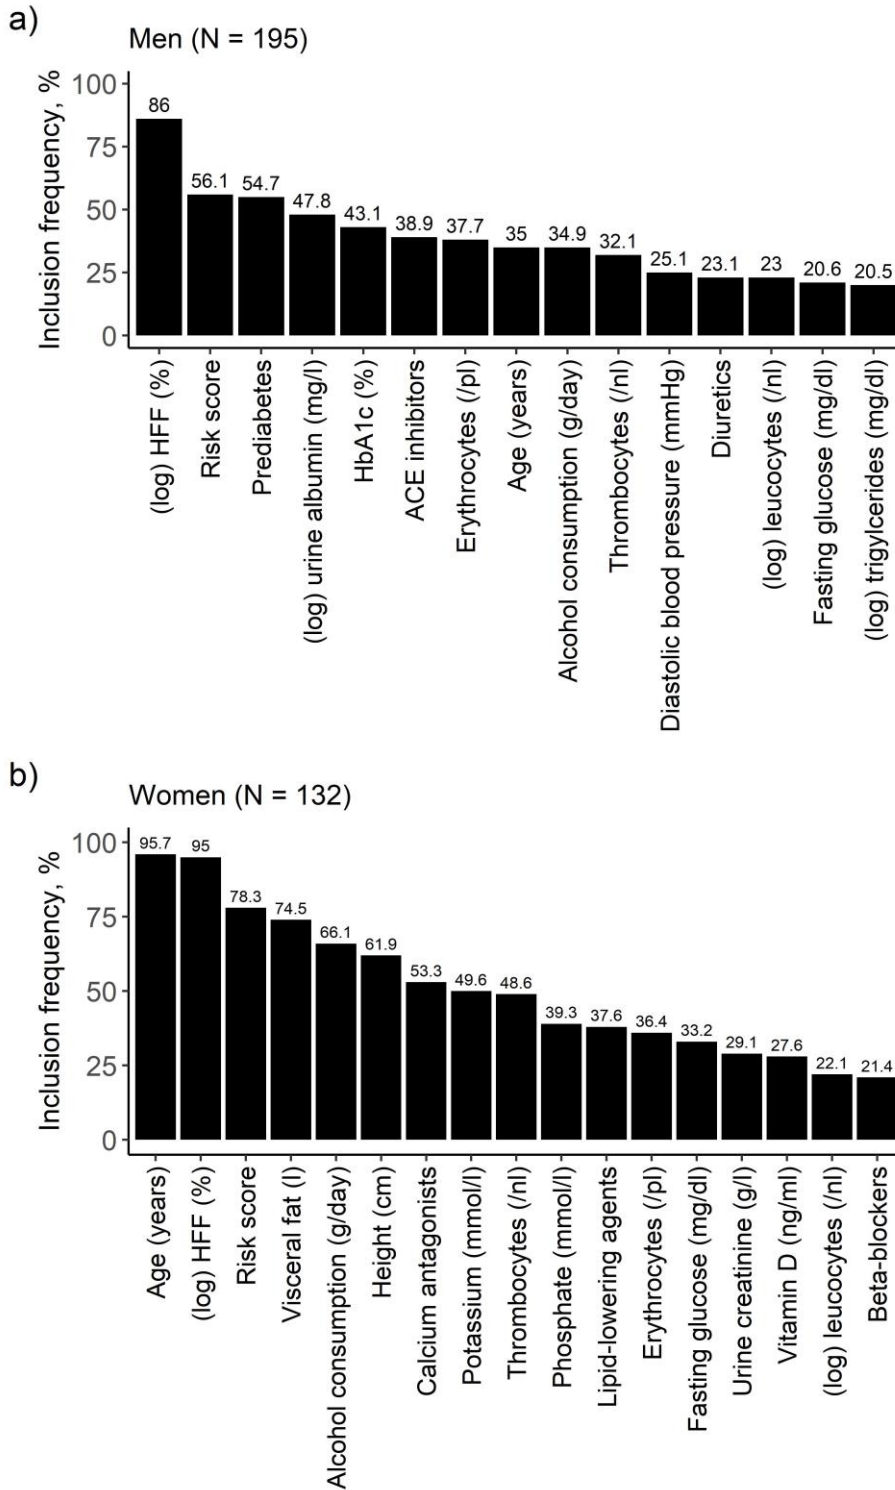 a)
Men (N = 195)
Inclusion frequency, %
100
75
50
25
0
86
56.1
54.7
47.8
43.1
38.9
37.7
35
34.9
32.1
25.1
23.1
23
20.6
20.5
(log) HFF (%)
Risk score
Prediabetes
(log) urine albumin (mg/l)
HbA1c (%)
ACE inhibitors
Erythrocytes (/pl)
Age (years)
Alcohol consumption (g/day)
Thrombocytes (/nl)
Diastolic blood pressure (mmHg)
Diuretics
(log) leucocytes (/nl)
Fasting glucose (mg/dl)
(log) trigylcerides (mg/dl)
b)
Women (N = 132)
Inclusion frequency, %
100
75
50
25
0
95.7
95
78.3
74.5
66.1
61.9
53.3
49.6
48.6
39.3
37.6
36.4
33.2
29.1
27.6
22.1
21.4
Age (years)
(log) HFF (%)
Risk score
Visceral fat (l)
Alcohol consumption (g/day)
Height (cm)
Calcium antagonists
Potassium (mmol/l)
Thrombocytes (/nl)
Phosphate (mmol/l)
Lipid-lowering agents
Erythrocytes (/pl)
Fasting glucose (mg/dl)
Urine creatinine (g/l)
Vitamin D (ng/ml)
(log) leucocytes (/nl)
Beta-blockers